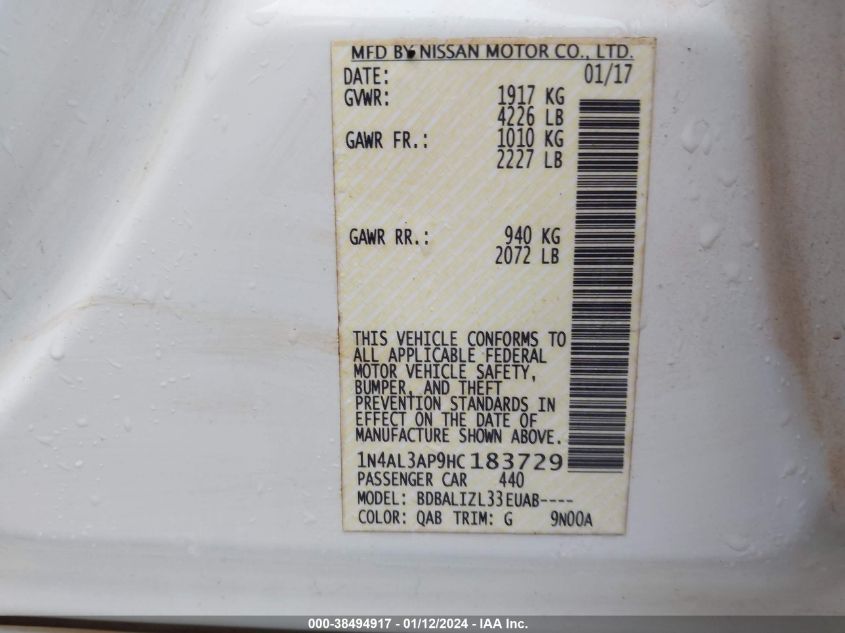 MFD BY NISSAN MOTOR CO., LTD.
DATE: 01/17
GVWR: 1917 KG
4226 LB
GAWR FR.: 1010 KG
2227 LB
GAWR RR.: 940 KG
2072 LB
THIS VEHICLE CONFORMS TO
ALL APPLICABLE FEDERAL
MOTOR VEHICLE SAFETY,
BUMPER, AND THEFT
PREVENTION STANDARDS IN
EFFECT ON THE DATE OF
MANUFACTURE SHOWN ABOVE.
1N4AL3AP9HC183729
PASSENGER CAR 440
MODEL: BDBALIZL33EUAB----
COLOR: QAB TRIM: G 9N00A
000-38494917 - 01/12/2024 - IAA Inc.